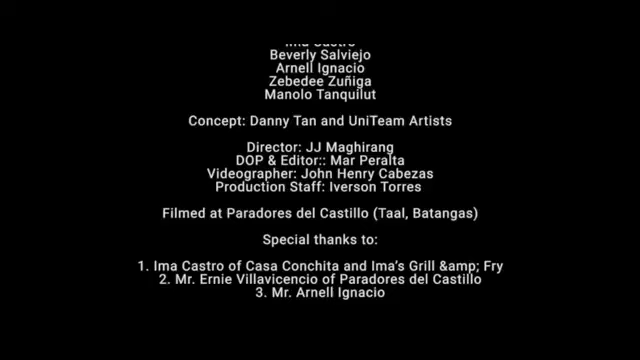 Ima Castro
Beverly Salviejo
Arnell Ignacio
Zebedee Zuñiga
Manolo Tanquilut
Concept: Danny Tan and UniTeam Artists
Director: JJ Maghirang
DOP & Editor:: Mar Peralta
Videographer: John Henry Cabezas
Production Staff: Iverson Torres
Filmed at Paradores del Castillo (Taal, Batangas)
Special thanks to:
1. Ima Castro of Casa Conchita and Ima's Grill &amp; Fry
2. Mr. Ernie Villavicencio of Paradores del Castillo
3. Mr. Arnell Ignacio